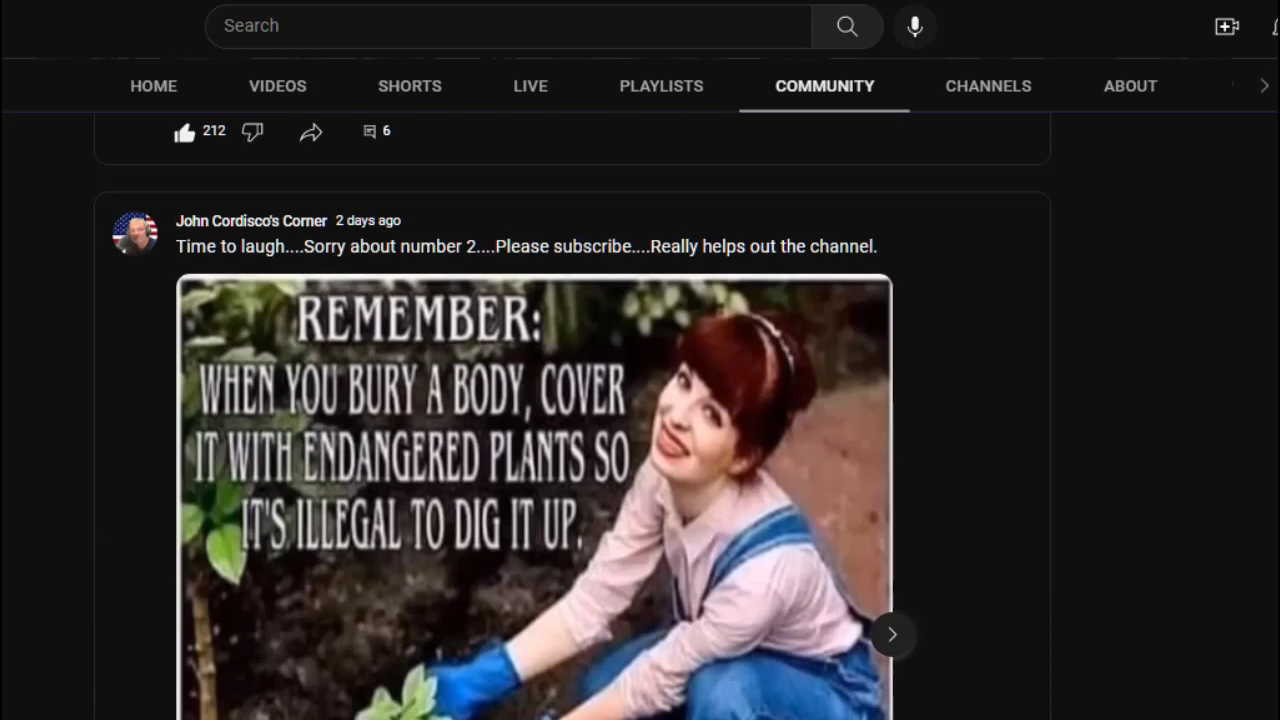 Search
HOME VIDEOS SHORTS LIVE PLAYLISTS COMMUNITY CHANNELS ABOUT
212 6
John Cordisco's Corner 2 days ago
Time to laugh....Sorry about number 2....Please subscribe....Really helps out the channel.
REMEMBER:
WHEN YOU BURY A BODY, COVER
IT WITH ENDANGERED PLANTS SO
IT'S ILLEGAL TO DIG IT UP.